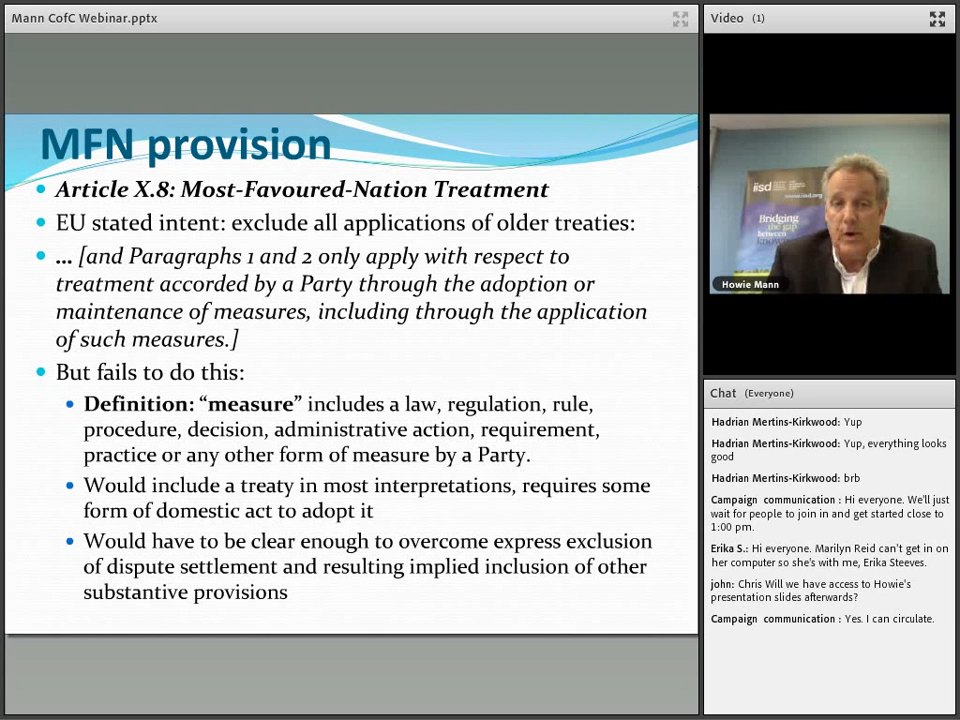 Mann CofC Webinar.pptx
MFN provision
Article X.8: Most-Favoured-Nation Treatment
EU stated intent: exclude all applications of older treaties:
... [and Paragraphs 1 and 2 only apply with respect to
treatment accorded by a Party through the adoption or
maintenance of measures, including through the application
of such measures.]
But fails to do this:
Definition: “measure” includes a law, regulation, rule,
procedure, decision, administrative action, requirement,
practice or any other form of measure by a Party.
Would include a treaty in most interpretations, requires some
form of domestic act to adopt it
Would have to be clear enough to overcome express exclusion
of dispute settlement and resulting implied inclusion of other
substantive provisions
Video (1)
iisd
www.iisd.org
Bridging
the gap
between
Howie Mann
Chat (Everyone)
Hadrian Mertins-Kirkwood: Yup
Hadrian Mertins-Kirkwood: Yup, everything looks
good
Hadrian Mertins-Kirkwood: brb
Campaign communication : Hi everyone. We'll just
wait for people to join in and get started close to
1:00 pm.
Erika S.: Hi everyone. Marilyn Reid can't get in on
her computer so she's with me, Erika Steeves.
john: Chris Will we have access to Howie's
presentation slides afterwards?
Campaign communication : Yes. I can circulate.